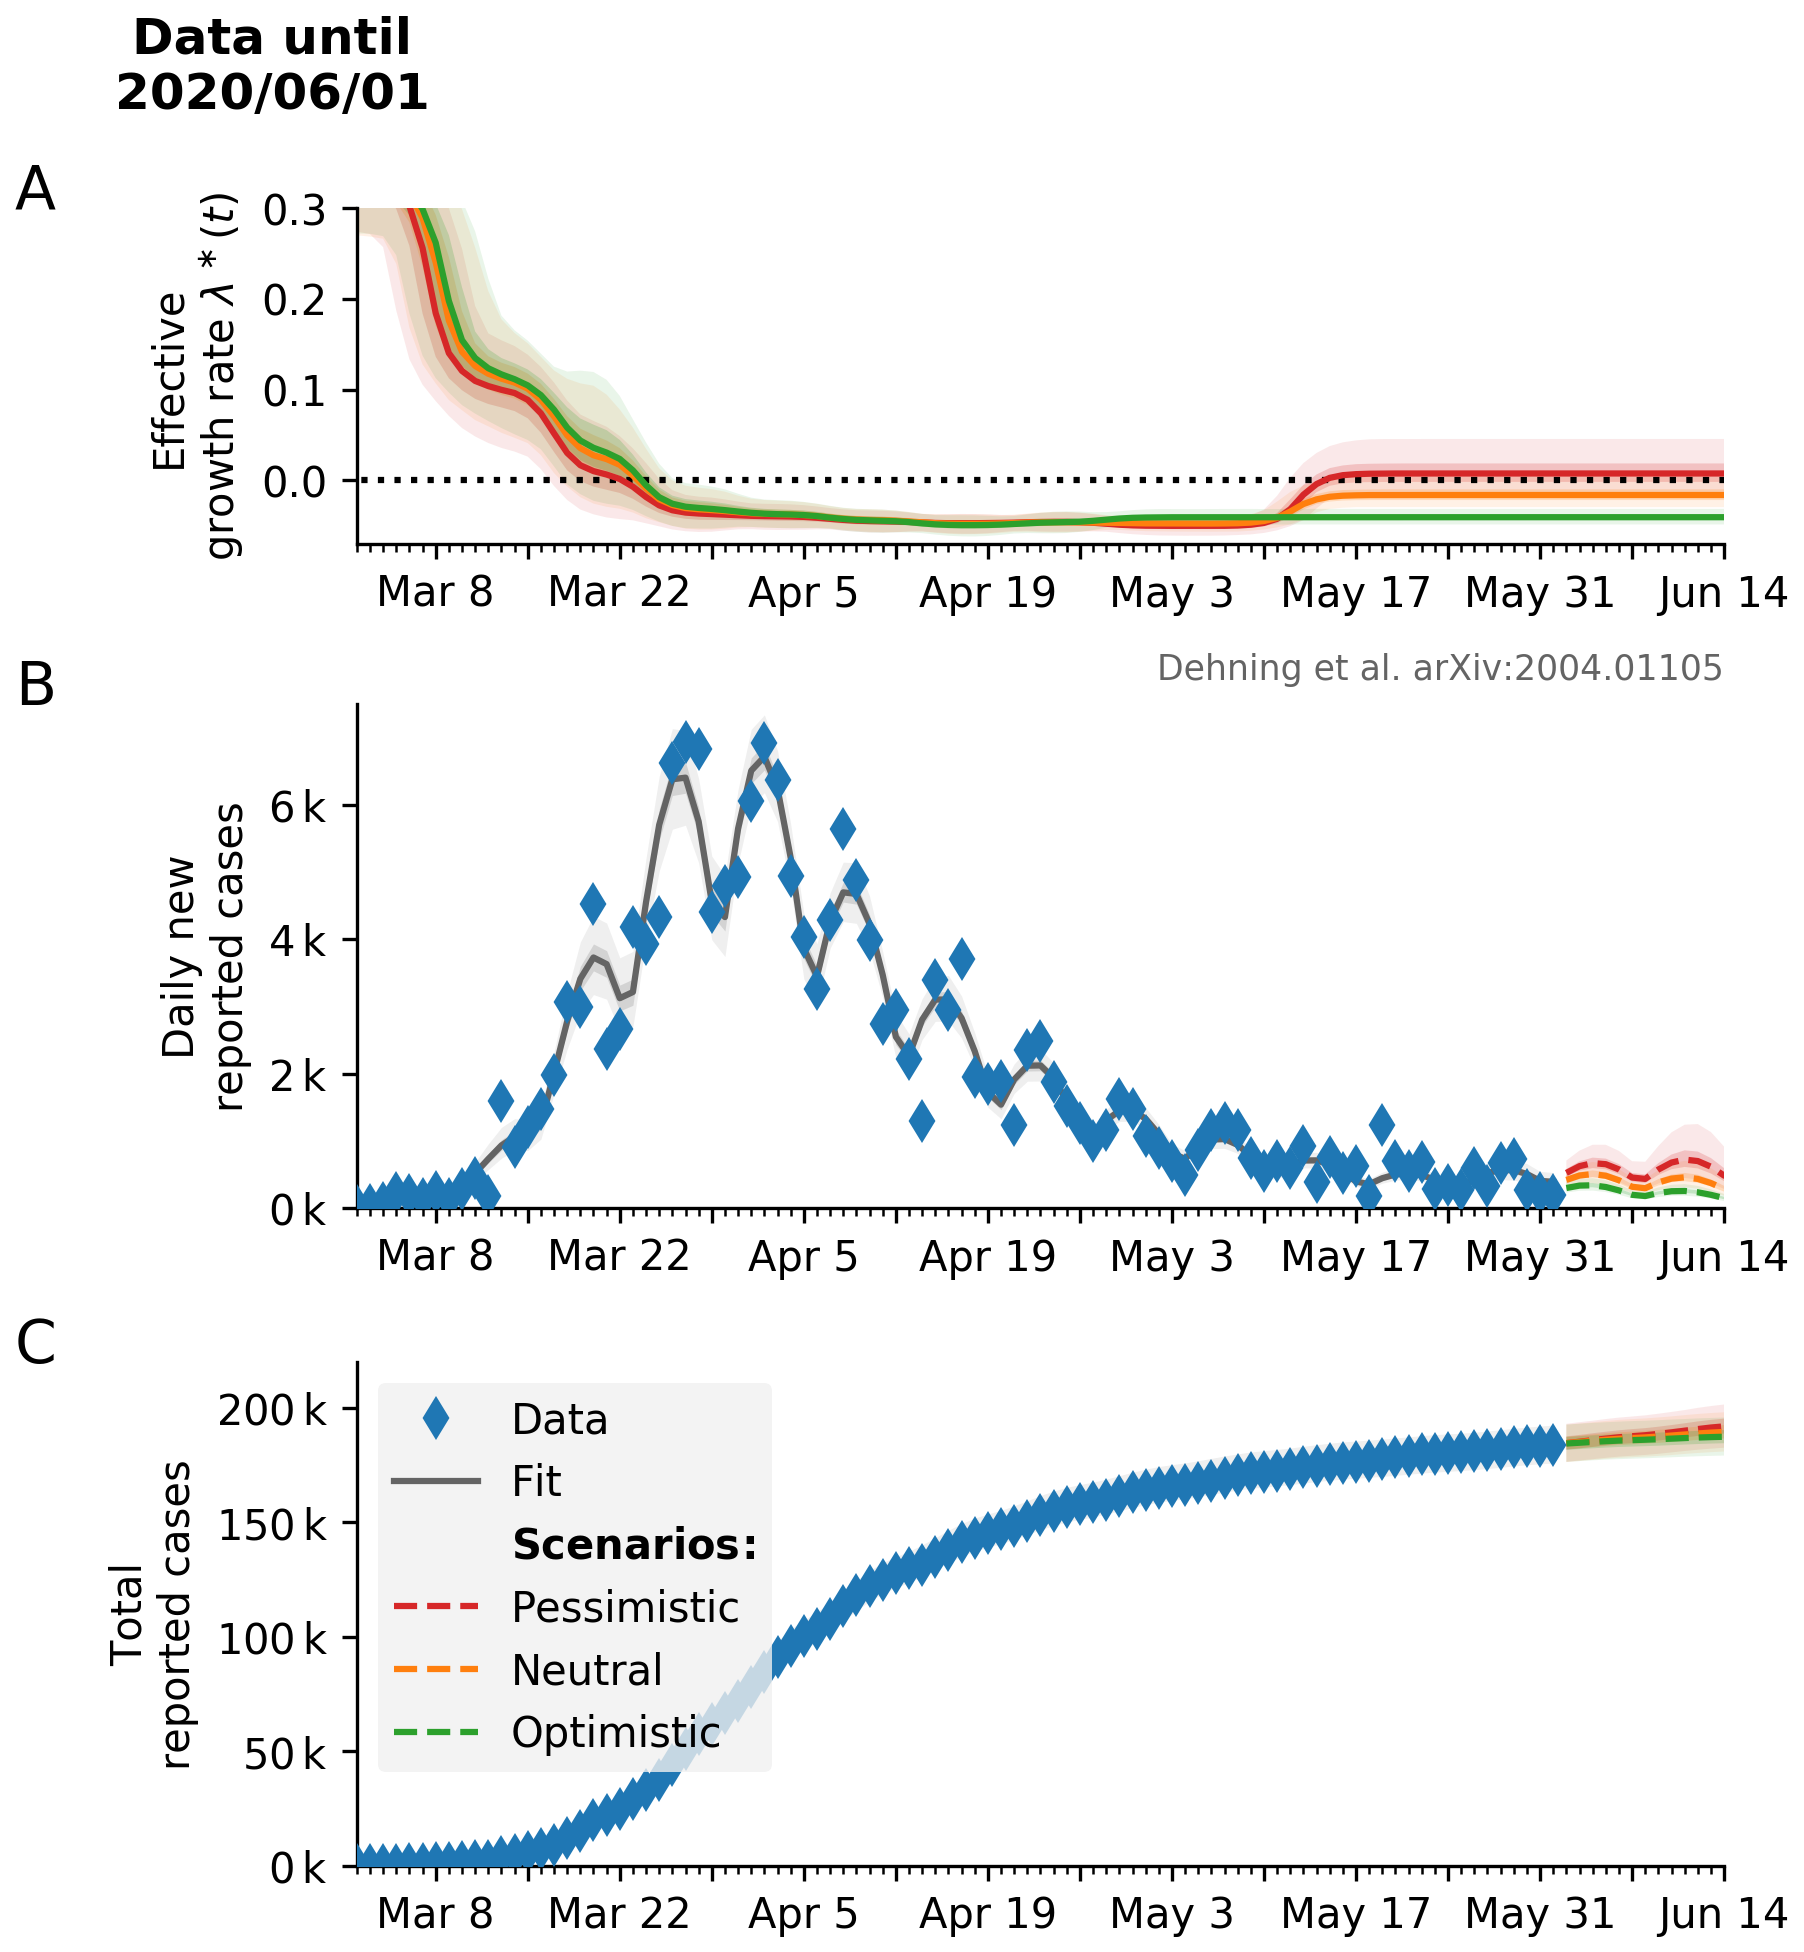 Data until
2020/06/01
A
Effective
growth rate λ * (t)
0.3
0.2
0.1
0.0
Mar 8 Mar 22 Apr 5 Apr 19 May 3 May 17 May 31 Jun 14
B
Dehning et al. arXiv:2004.01105
Daily new
reported cases
6 k
4 k
2 k
0 k
Mar 8 Mar 22 Apr 5 Apr 19 May 3 May 17 May 31 Jun 14
C
Total
reported cases
200 k
150 k
100 k
50 k
0 k
Data
Fit
Scenarios:
Pessimistic
Neutral
Optimistic
Mar 8 Mar 22 Apr 5 Apr 19 May 3 May 17 May 31 Jun 14